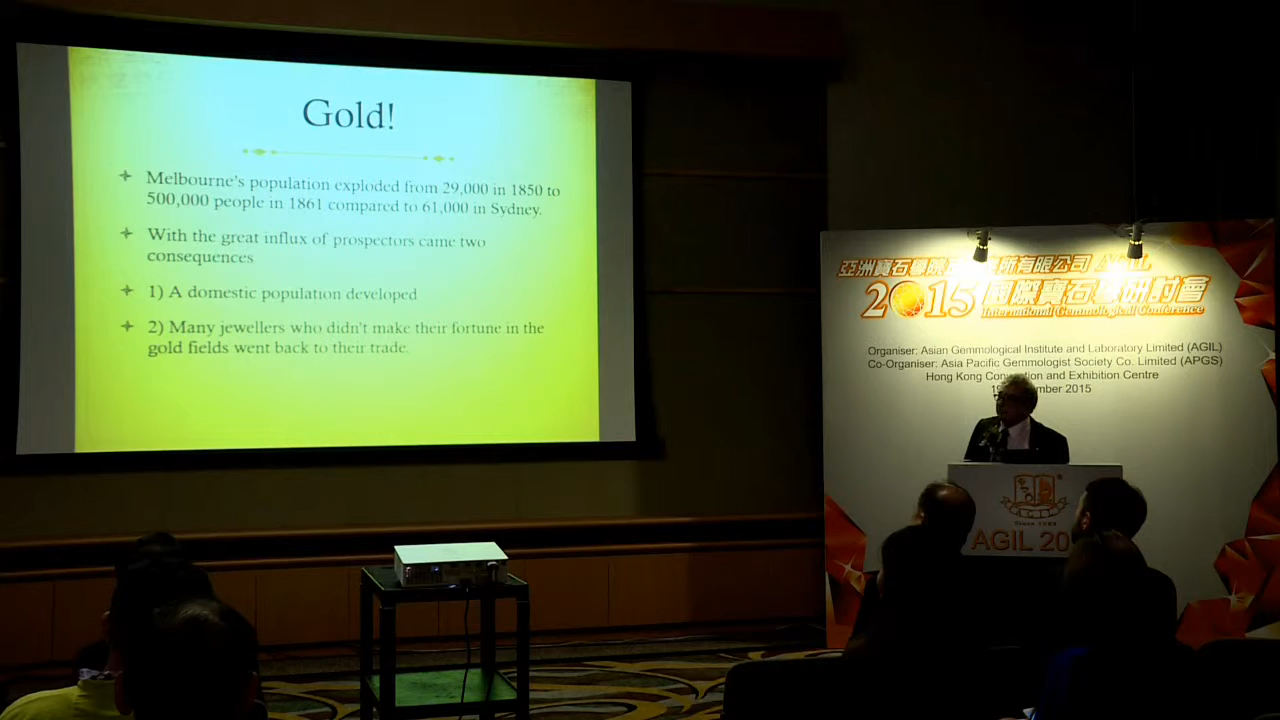 Gold!
Melbourne's population exploded from 29,000 in 1850 to
500,000 people in 1861 compared to 61,000 in Sydney.
With the great influx of prospectors came two
consequences
1) A domestic population developed
2) Many jewellers who didn't make their fortune in the
gold fields went back to their trade.
亞洲寶石學院 所有限公司
2015 國際寶石學研討會
International Gemmological Conference
Organiser: Asian Gemmological Institute and Laboratory Limited (AGIL)
Co-Organiser: Asia Pacific Gemmologist Society Co. Limited (APGS)
Hong Kong Convention and Exhibition Centre
2015
AGIL 20